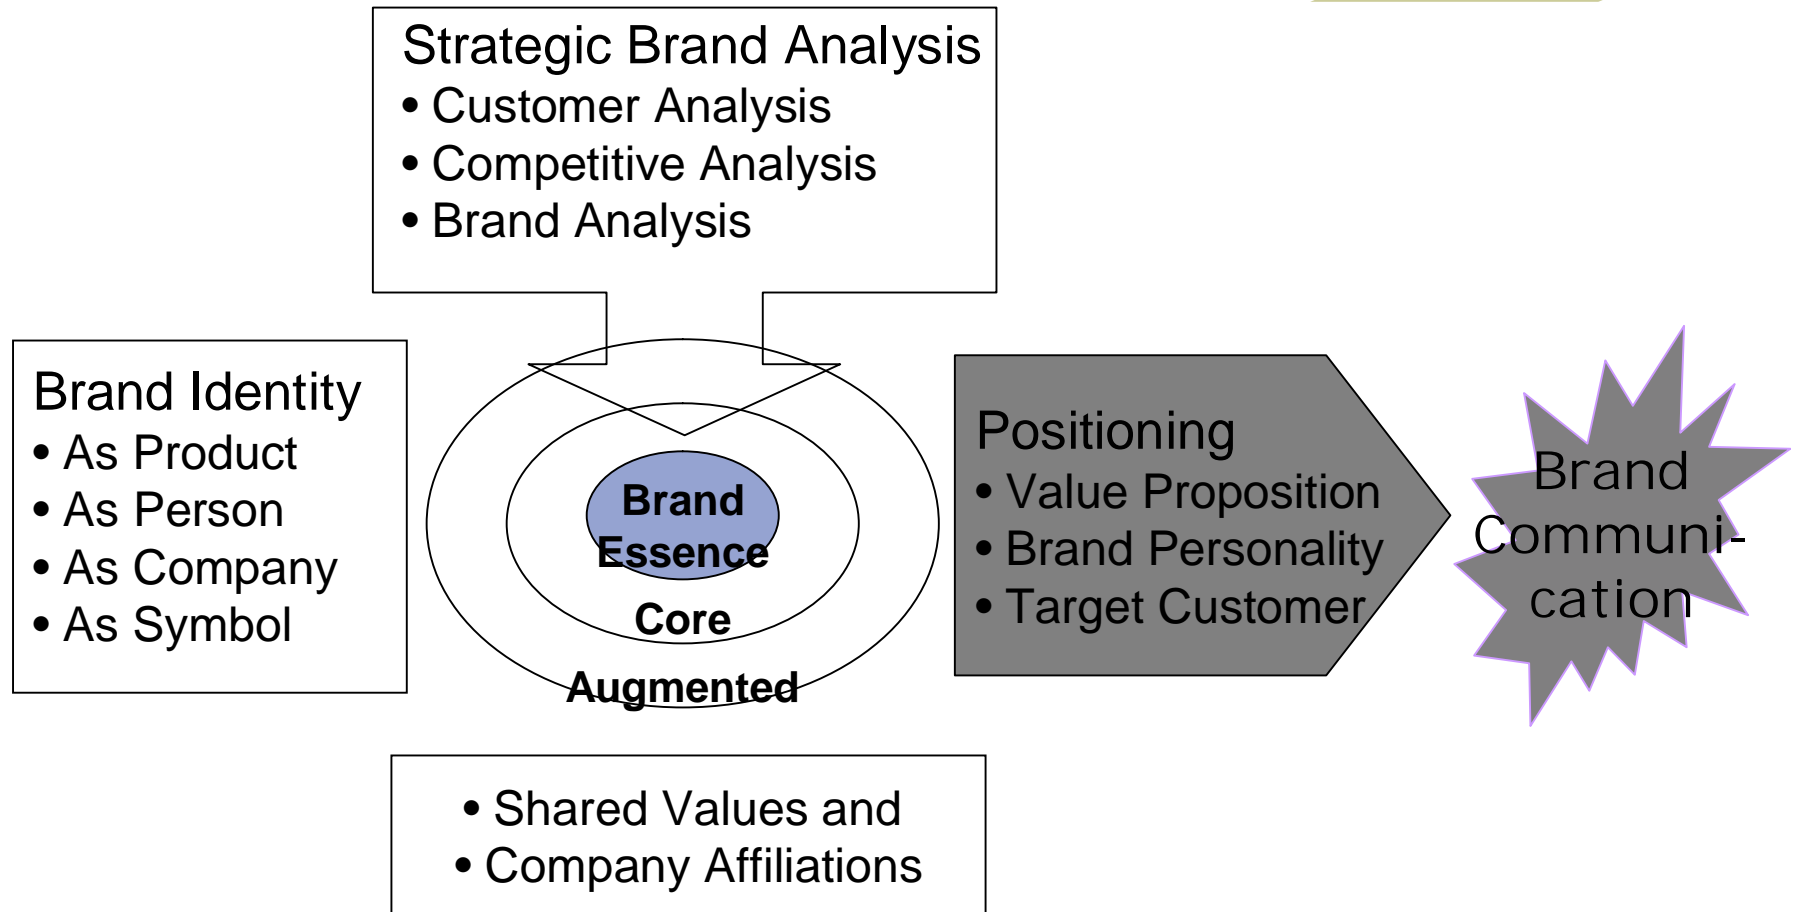 Strategic Brand Analysis
• Customer Analysis
• Competitive Analysis
• Brand Analysis
Brand Identity
• As Product
• As Person
• As Company
• As Symbol
Brand
Essence
Core
Augmented
Positioning
• Value Proposition
• Brand Personality
• Target Customer
Brand
Communi-
cation
• Shared Values and
• Company Affiliations